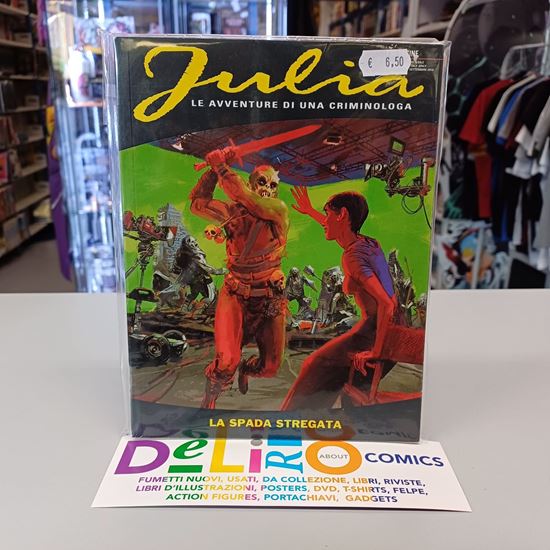 Julia
LE AVVENTURE DI UNA CRIMINOLOGA
€ 6,50
LA SPADA STREGATA
DeLiRiO
ABOUT
COMICS
FUMETTI NUOVI, USATI, DA COLLEZIONE, LIBRI, RIVISTE,
LIBRI D'ILLUSTRAZIONI, POSTERS, DVD, T-SHIRTS, FELPE,
ACTION FIGURES, PORTACHIAVI, GADGETS